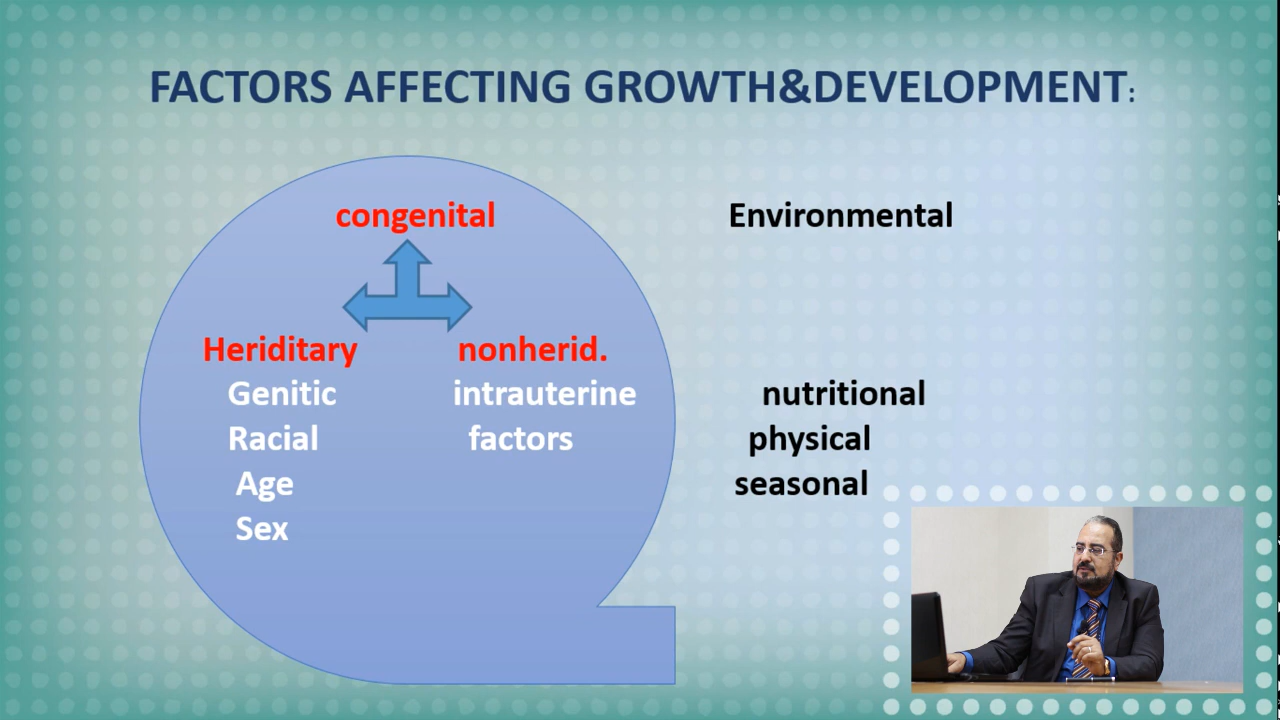 FACTORS AFFECTING GROWTH&DEVELOPMENT:
congenital Environmental
Heriditary nonherid.
Genitic intrauterine nutritional
Racial factors physical
Age seasonal
Sex